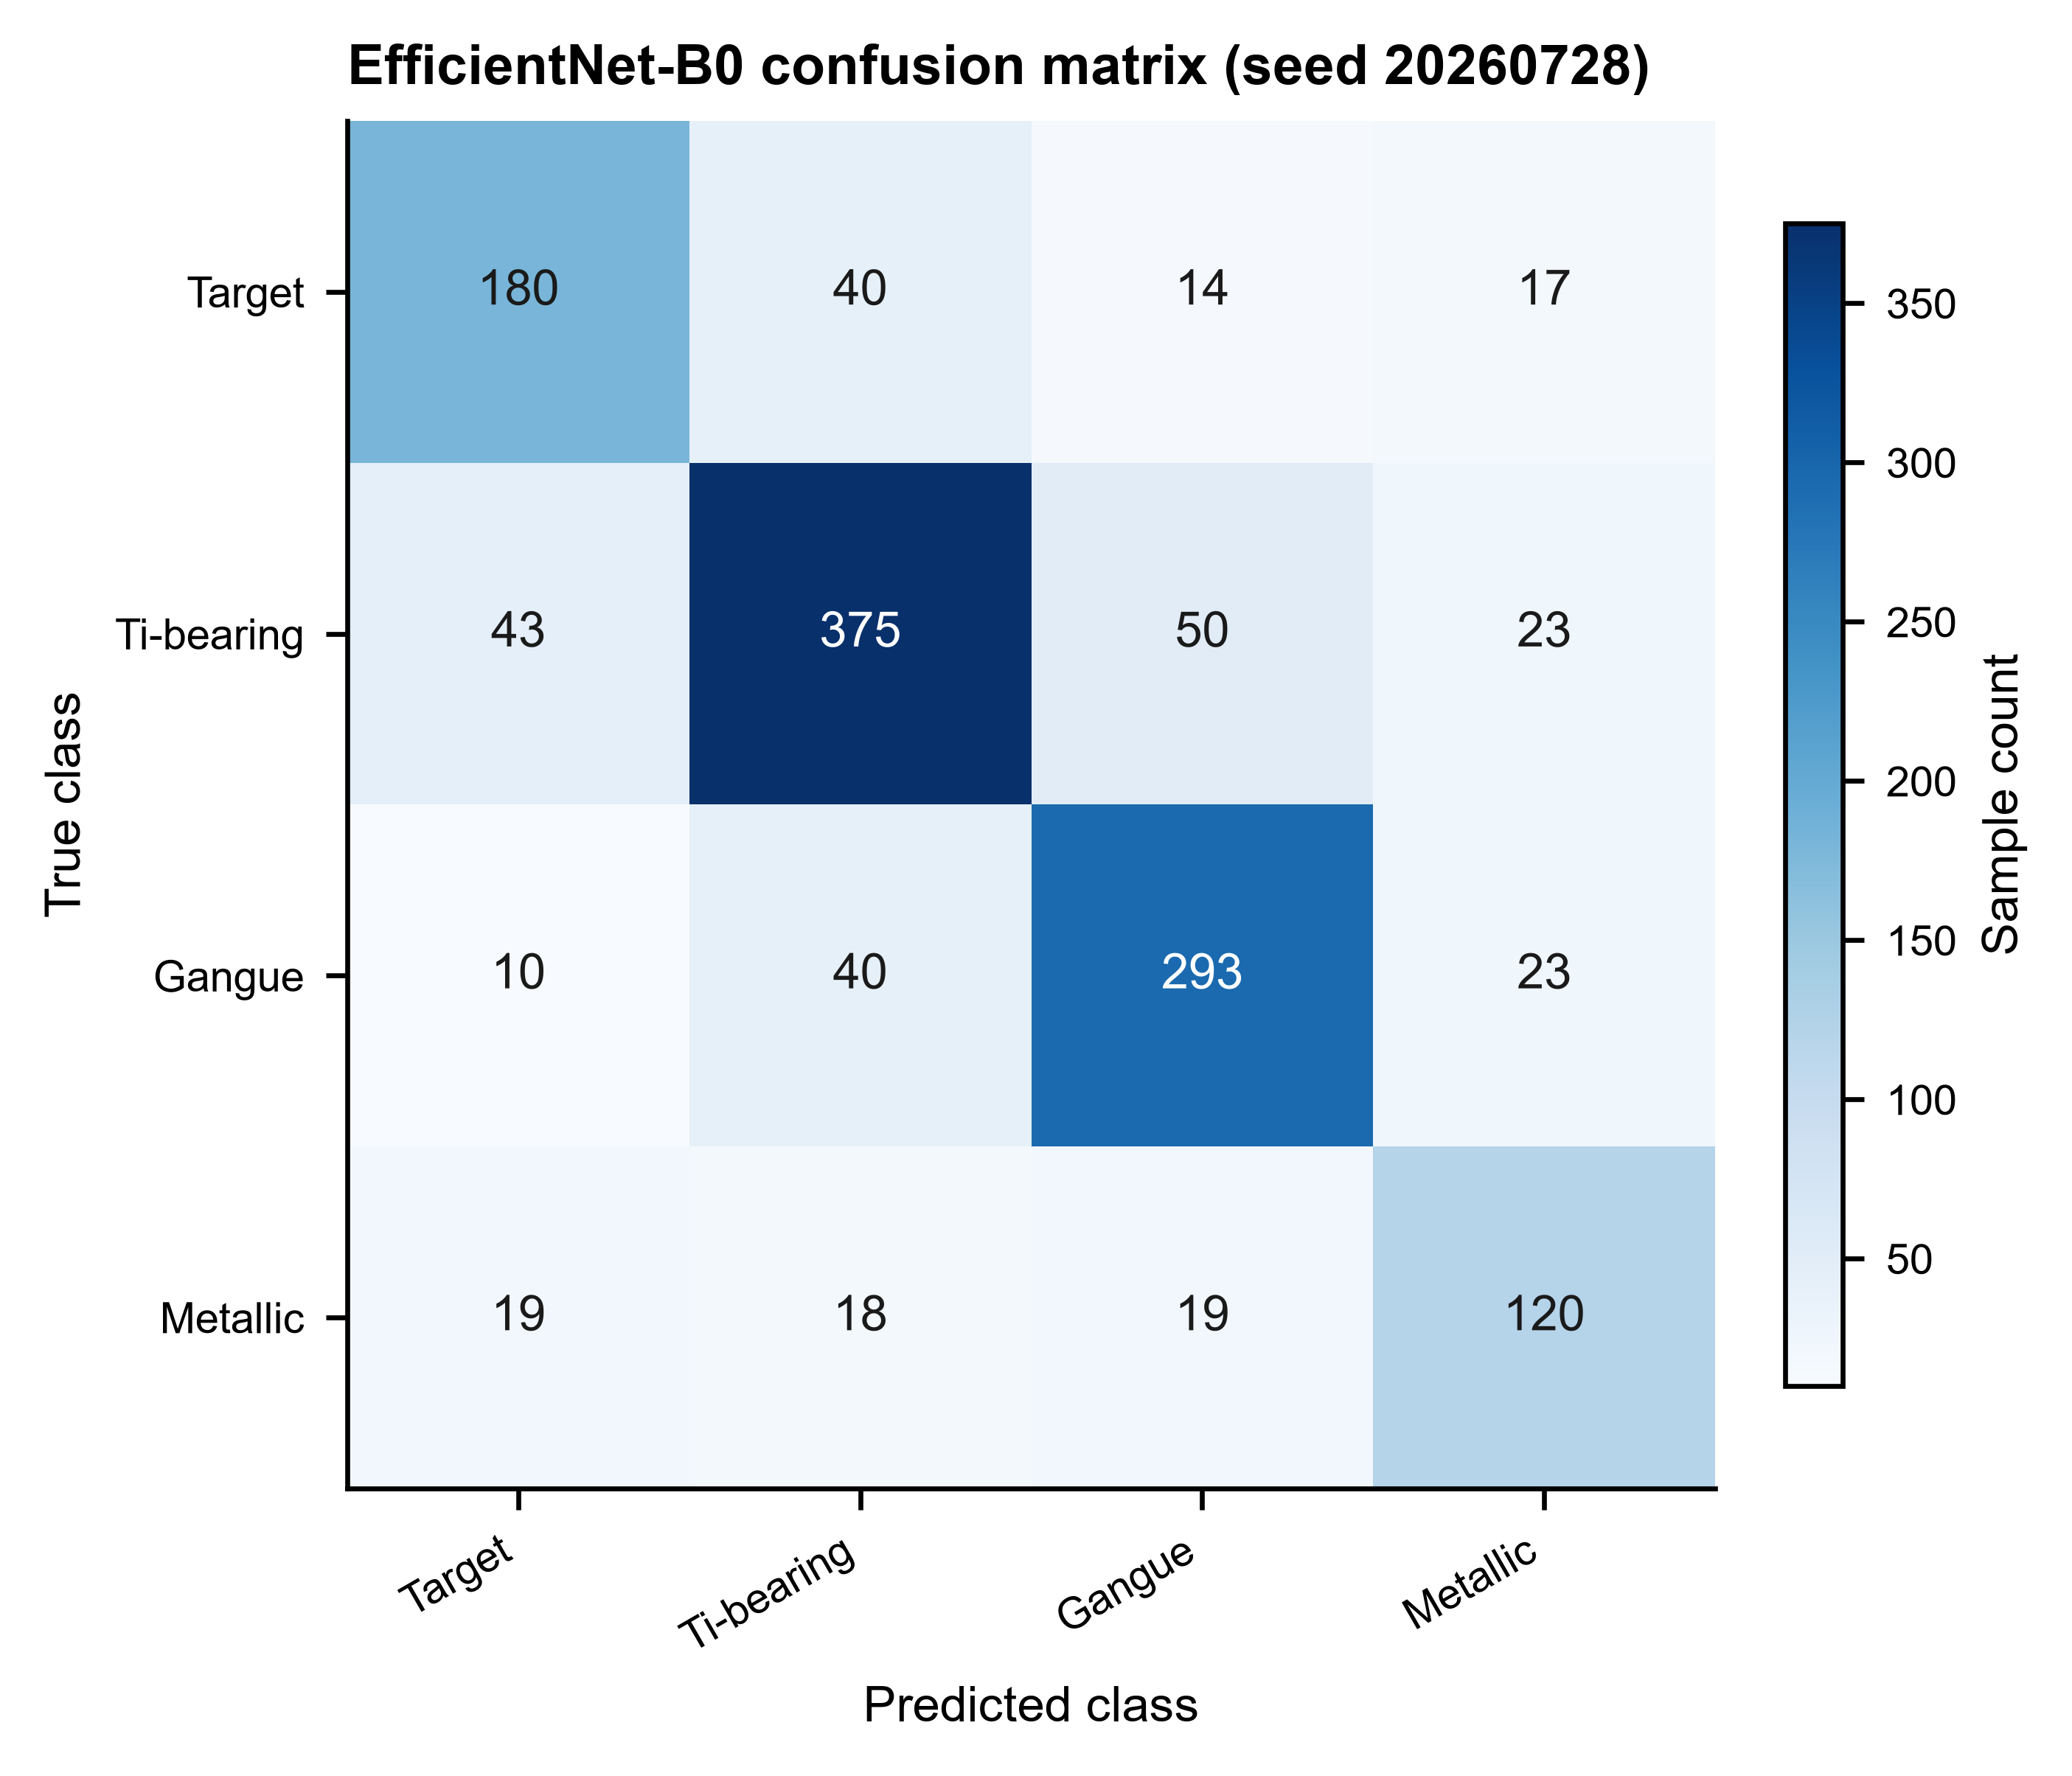 EfficientNet-B0 confusion matrix (seed 20260728)
True class
Target
180
40
14
17
Ti-bearing
43
375
50
23
Gangue
10
40
293
23
Metallic
19
18
19
120
Target
Ti-bearing
Gangue
Metallic
Predicted class
350
300
250
200
150
100
50
Sample count